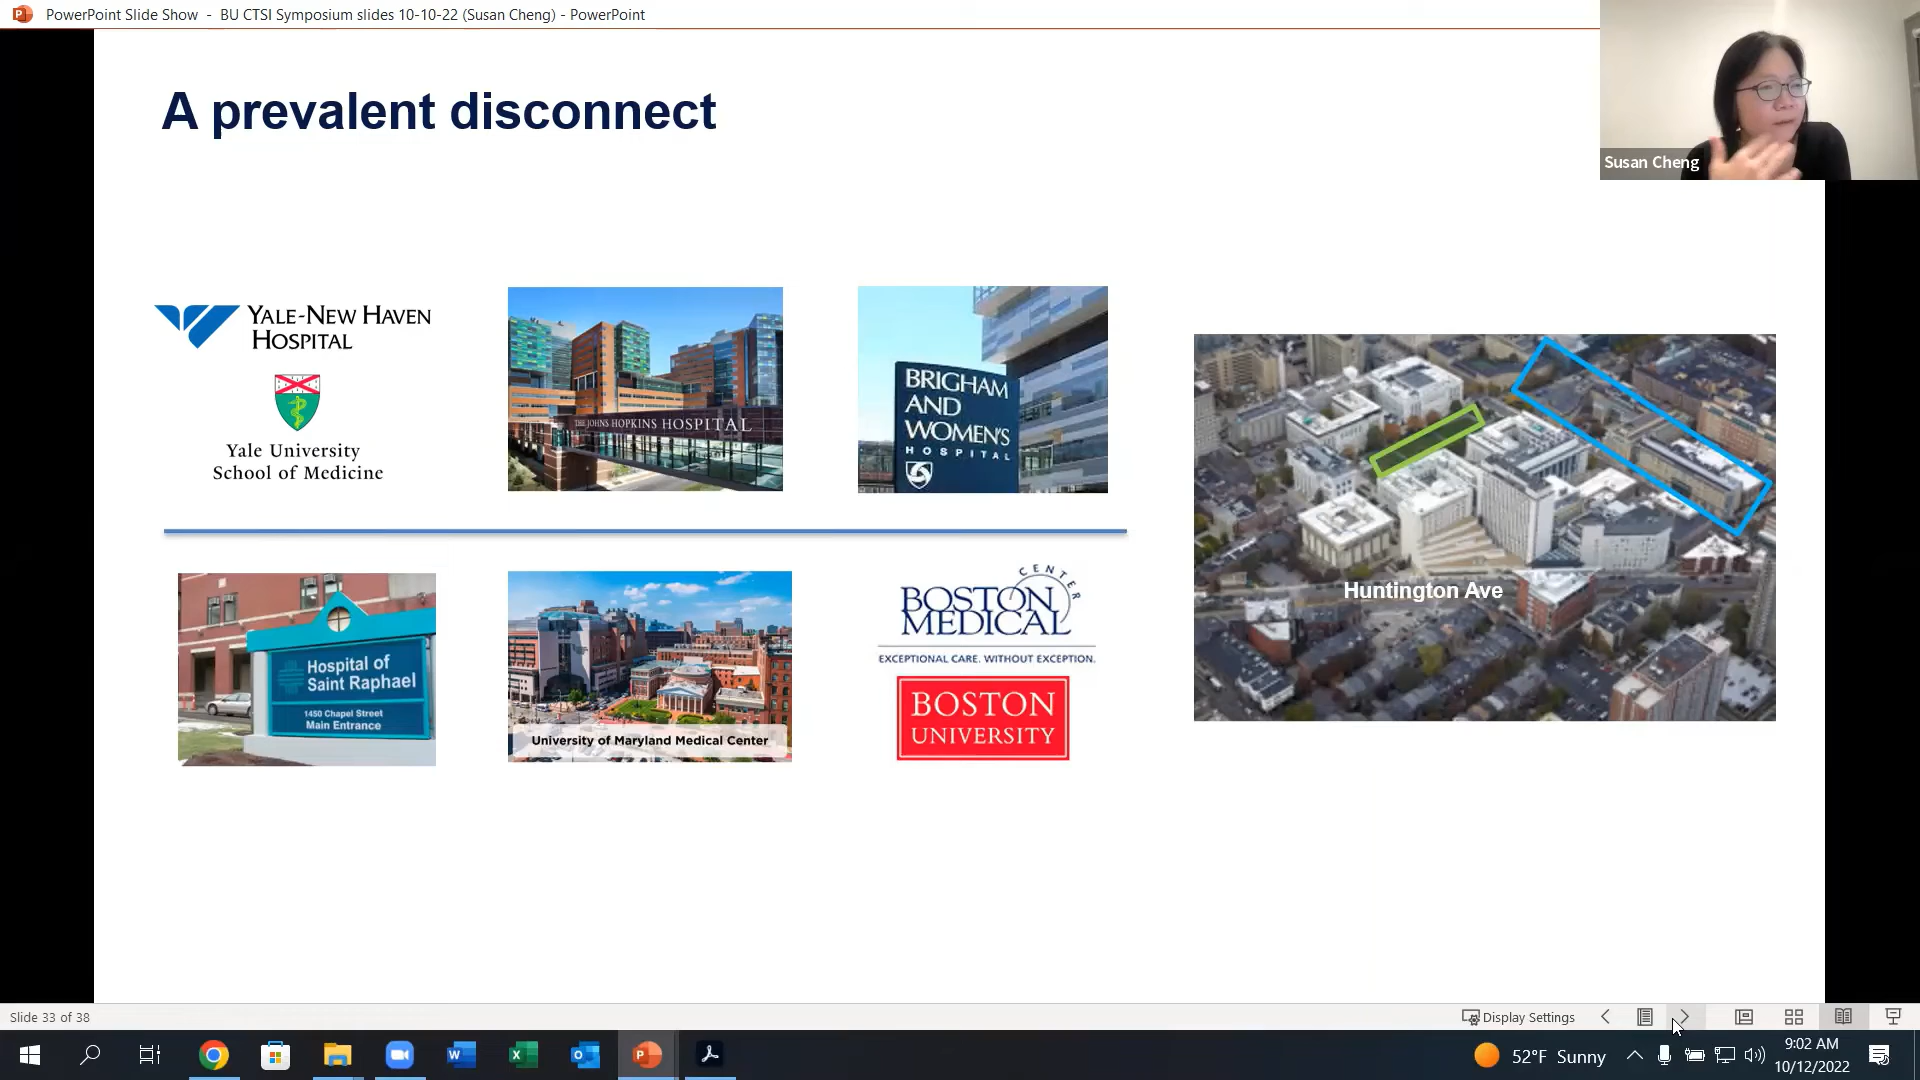 PowerPoint Slide Show - BU CTSI Symposium slides 10-10-22 (Susan Cheng) - PowerPoint
Susan Cheng
A prevalent disconnect
YALE-NEW HAVEN
HOSPITAL
Yale University
School of Medicine
THE JOHNS HOPKINS HOSPITAL
BRIGHAM
AND
WOMEN'S
HOSPITAL
Hospital of
Saint Raphael
1450 Chapel Street
Main Entrance
University of Maryland Medical Center
BOSTON
MEDICAL
CENTER
EXCEPTIONAL CARE. WITHOUT EXCEPTION.
BOSTON
UNIVERSITY
Huntington Ave
Slide 33 of 38
Display Settings
52°F Sunny
9:02 AM
10/12/2022